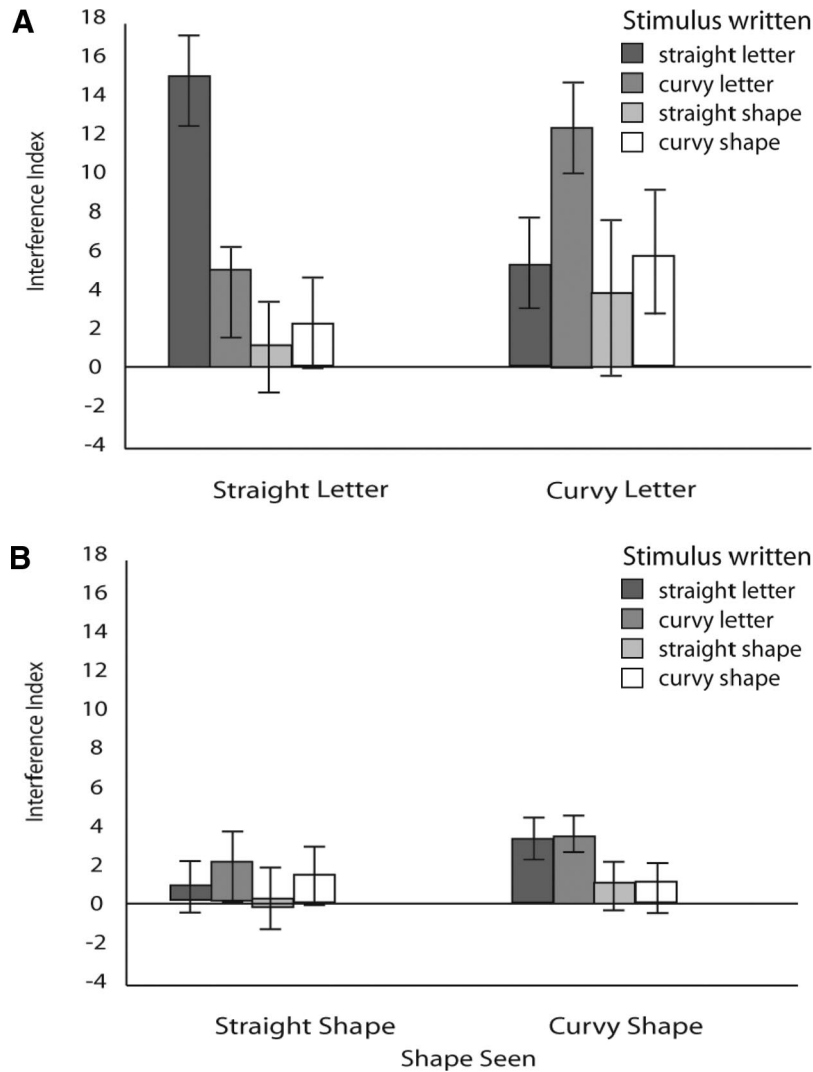 A
Interference Index
18
16
14
12
10
8
6
4
2
0
-2
-4
Stimulus written
straight letter
curvy letter
straight shape
curvy shape
Straight Letter
Curvy Letter
B
Interference Index
18
16
14
12
10
8
6
4
2
0
-2
-4
Stimulus written
straight letter
curvy letter
straight shape
curvy shape
Straight Shape
Curvy Shape
Shape Seen